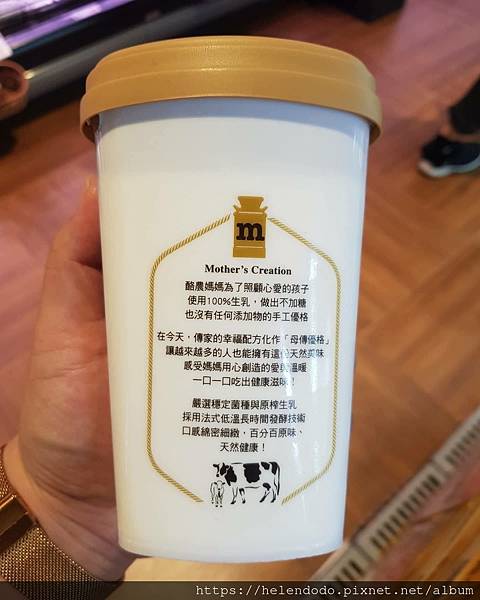 m
Mother's Creation
酪農媽媽為了照顧心愛的孩子
使用100%生乳，做出不加糖
也沒有任何添加物的手工優格
在今天，傳家的幸福配方化作「母傳優格」
讓越來越多的人也能擁有這份天然美味
感受媽媽用心創造的愛與溫暖
一口一口吃出健康滋味！
嚴選穩定菌種與原榨生乳
採用法式低溫長時間發酵技術
口感綿密細緻，百分百原味、
天然健康！
https://helendodo.pixnet.net/album